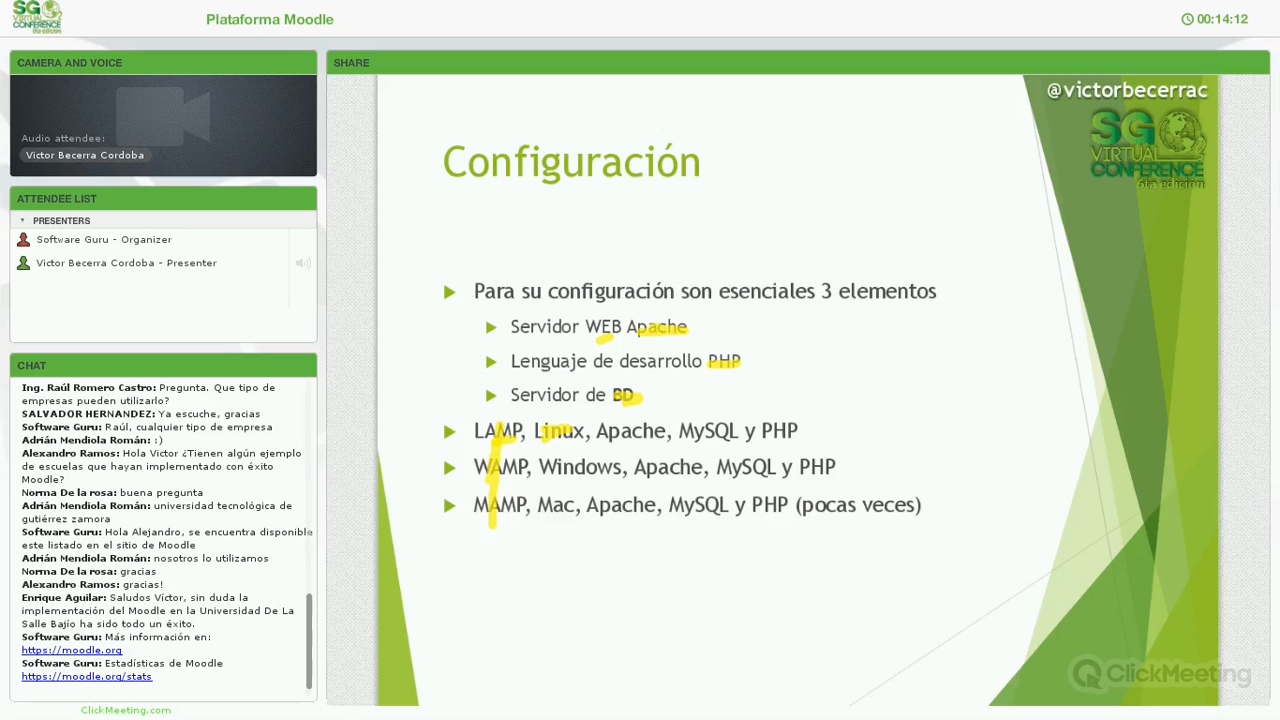 SG
VIRTUAL
CONFERENCE
6ta edición
Plataforma Moodle
00:14:12
CAMERA AND VOICE
Audio attendee:
Victor Becerra Cordoba
ATTENDEE LIST
PRESENTERS
Software Guru - Organizer
Victor Becerra Cordoba - Presenter
CHAT
Ing. Raúl Romero Castro: Pregunta. Que tipo de
empresas pueden utilizarlo?
SALVADOR HERNANDEZ: Ya escuche, gracias
Software Guru: Raúl, cualquier tipo de empresa
Adrián Mendiola Román: :)
Alexandro Ramos: Hola Victor ¿Tienen algún ejemplo
de escuelas que hayan implementado con éxito
Moodle?
Norma De la rosa: buena pregunta
Adrián Mendiola Román: universidad tecnológica de
gutiérrez zamora
Software Guru: Hola Alejandro, se encuentra disponible
este listado en el sitio de Moodle
Adrián Mendiola Román: nosotros lo utilizamos
Norma De la rosa: gracias
Alexandro Ramos: gracias!
Enrique Aguilar: Saludos Víctor, sin duda la
implementación del Moodle en la Universidad De La
Salle Bajío ha sido todo un éxito.
Software Guru: Más información en:
https://moodle.org
Software Guru: Estadísticas de Moodle
https://moodle.org/stats
ClickMeeting.com
SHARE
@victorbecerrac
SG
VIRTUAL
CONFERENCE
6ta edición
Configuración
Para su configuración son esenciales 3 elementos
Servidor WEB Apache
Lenguaje de desarrollo PHP
Servidor de BD
LAMP, Linux, Apache, MySQL y PHP
WAMP, Windows, Apache, MySQL y PHP
MAMP, Mac, Apache, MySQL y PHP (pocas veces)
ClickMeeting